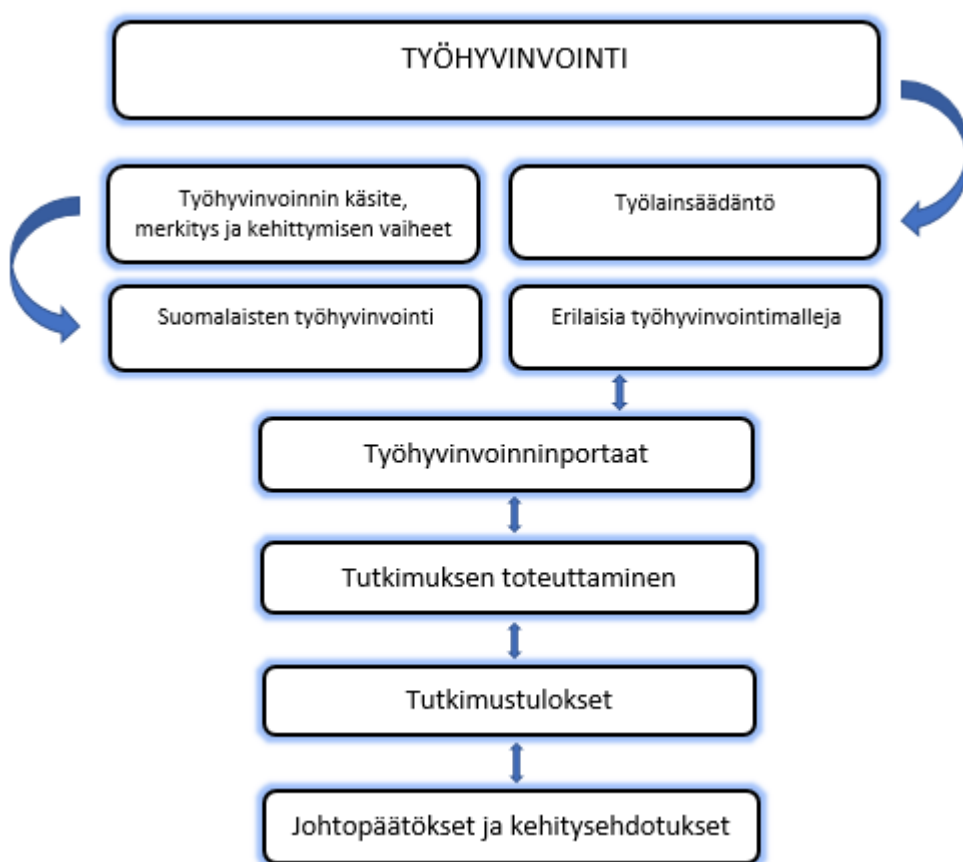 TYÖHYVINVOINTI
Työhyvinvoinnin käsite,
merkitys ja kehittymisen vaiheet
Työlainsäädäntö
Suomalaisten työhyvinvointi
Erilaisia työhyvinvointimalleja
Työhyvinvoinninportaat
Tutkimuksen toteuttaminen
Tutkimustulokset
Johtopäätökset ja kehitysehdotukset